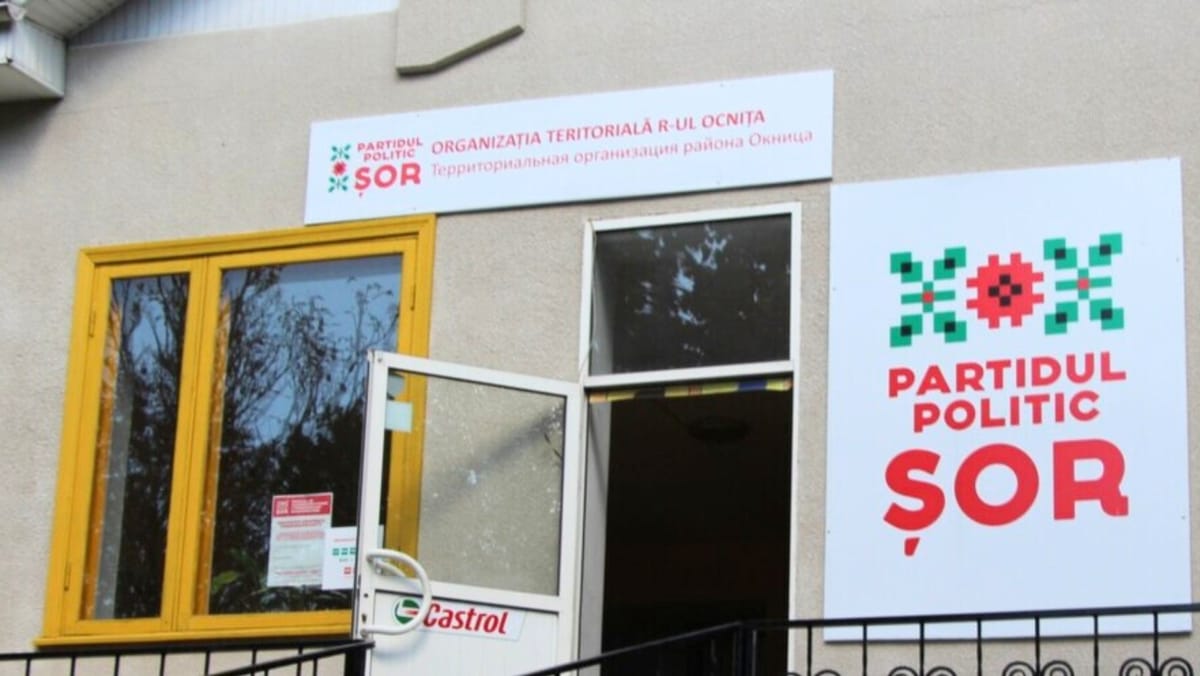 PARTIDUL
POLITIC
ȘOR
ORGANIZAȚIA TERITORIALĂ R-UL OCNIȚA
Территориальная организация района Окница
PARTIDUL
POLITIC
ȘOR
Castrol